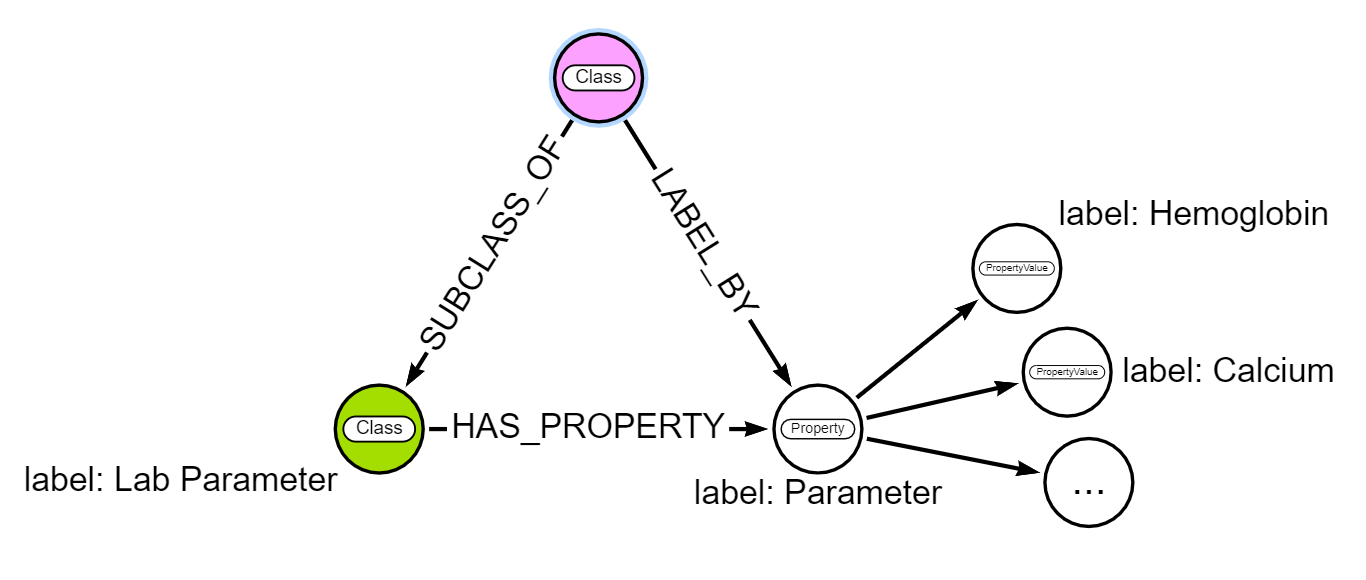 Class
SUBCLASS_OF
LABEL_BY
label: Hemoglobin
PropertyValue
PropertyValue
label: Calcium
Class
HAS_PROPERTY
Property
label: Lab Parameter
label: Parameter
...